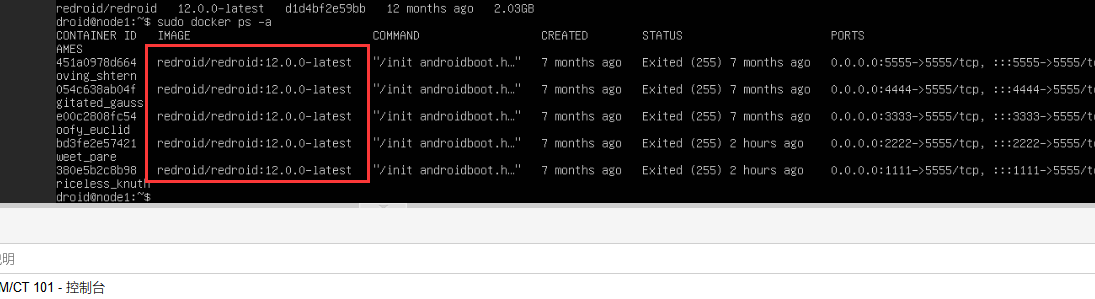 redroid/redroid   12.0.0-latest   d1d4bf2e59bb   12 months ago   2.03GB
droid@node1:~$ sudo docker ps -a
CONTAINER ID   IMAGE   COMMAND   CREATED   STATUS   PORTS
AMES
451a0978d664   redroid/redroid:12.0.0-latest   "/init androidboot.h…"   7 months ago   Exited (255) 7 months ago   0.0.0.0:5555->5555/tcp, :::5555->5555/t
oving_shtern
054c638ab04f   redroid/redroid:12.0.0-latest   "/init androidboot.h…"   7 months ago   Exited (255) 7 months ago   0.0.0.0:4444->5555/tcp, :::4444->5555/t
gitated_gauss
e00c2808fc54   redroid/redroid:12.0.0-latest   "/init androidboot.h…"   7 months ago   Exited (255) 7 months ago   0.0.0.0:3333->5555/tcp, :::3333->5555/t
oofy_euclid
bd3fe2e57421   redroid/redroid:12.0.0-latest   "/init androidboot.h…"   7 months ago   Exited (255) 2 hours ago   0.0.0.0:2222->5555/tcp, :::2222->5555/t
weet_pare
380e5b2c8b98   redroid/redroid:12.0.0-latest   "/init androidboot.h…"   7 months ago   Exited (255) 2 hours ago   0.0.0.0:1111->5555/tcp, :::1111->5555/t
riceless_knuth
droid@node1:~$
明
M/CT 101 - 控制台